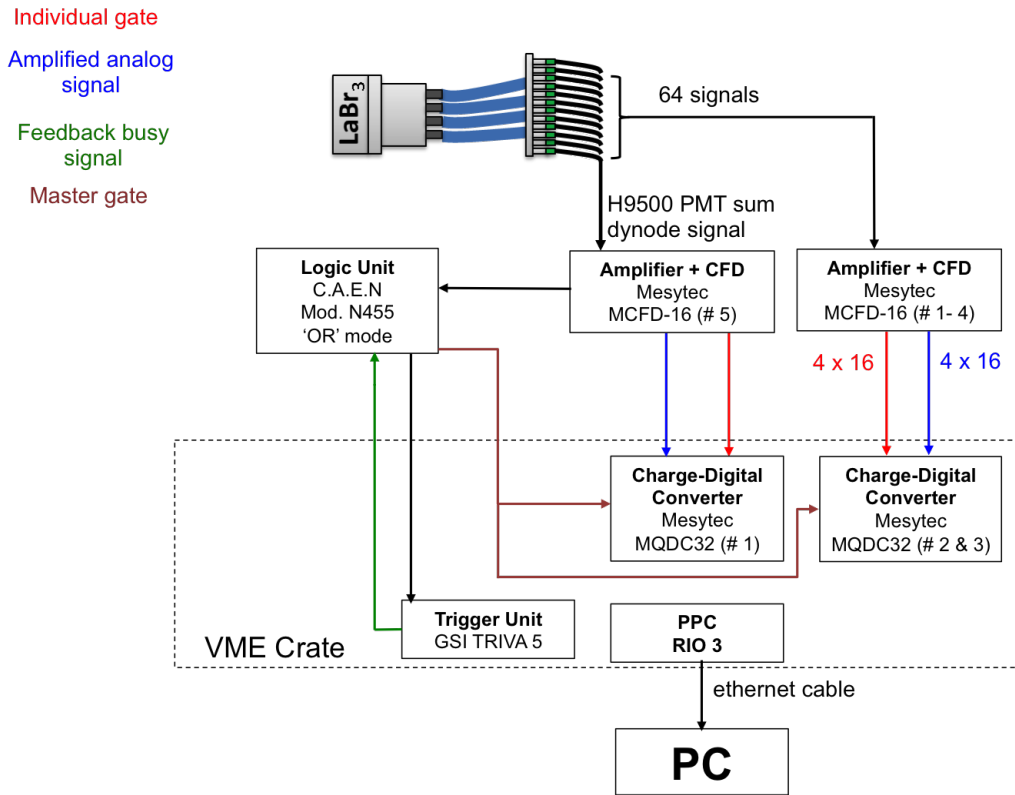 Individual gate
Amplified analog
signal
Feedback busy
signal
Master gate
LaBr3
64 signals
H9500 PMT sum
dynode signal
Logic Unit
C.A.E.N
Mod. N455
‘OR’ mode
Amplifier + CFD
Mesytec
MCFD-16 (# 5)
Amplifier + CFD
Mesytec
MCFD-16 (# 1- 4)
4 x 16
4 x 16
Charge-Digital
Converter
Mesytec
MQDC32 (# 1)
Charge-Digital
Converter
Mesytec
MQDC32 (# 2 & 3)
VME Crate
Trigger Unit
GSI TRIVA 5
PPC
RIO 3
ethernet cable
PC